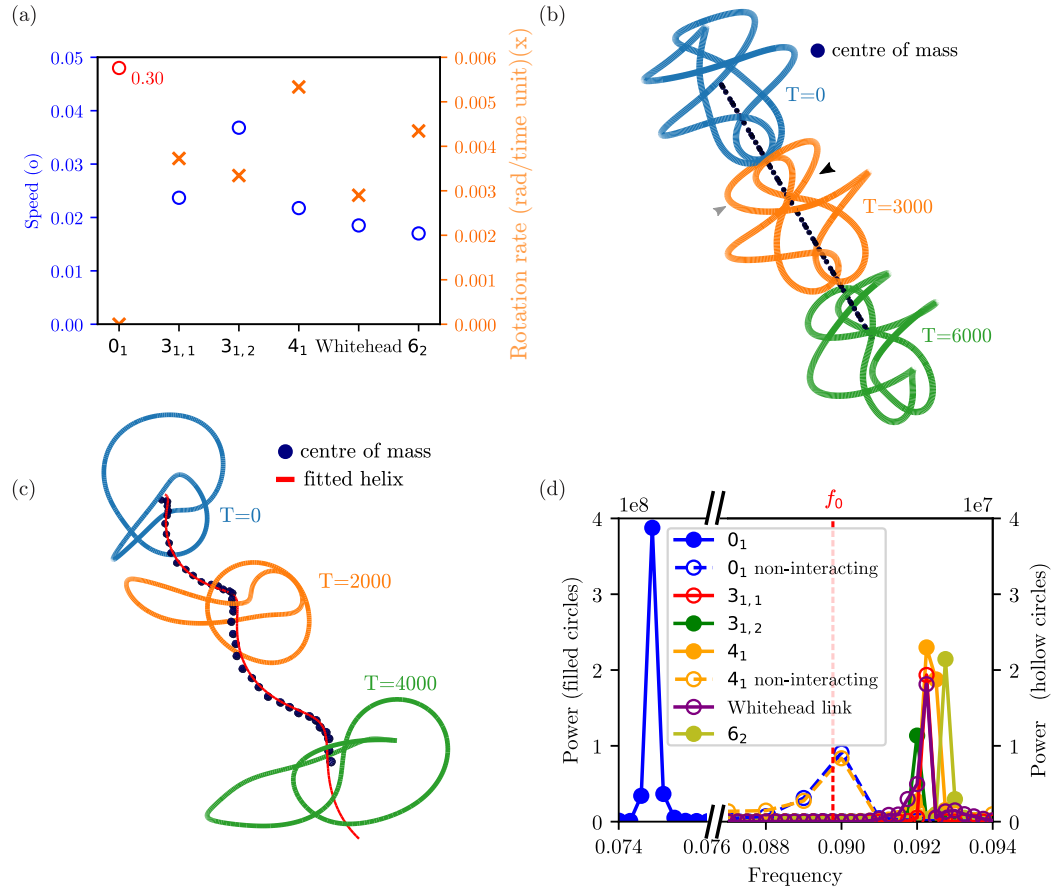 (a)
Speed (o)
0.05
0.04
0.03
0.02
0.01
0.00
0.30
0.006
0.005
0.004
0.003
0.002
0.001
0.000
Rotation rate (rad/time unit)(x)
0₁ 3₁,₁ 3₁,₂ 4₁ Whitehead 6₂
(b)
centre of mass
T=0
T=3000
T=6000
(c)
centre of mass
fitted helix
T=0
T=2000
T=4000
(d)
1e8 f₀ 1e7
Power (filled circles)
4
3
2
1
0
0₁
0₁ non-interacting
3₁,₁
3₁,₂
4₁
4₁ non-interacting
Whitehead link
6₂
4
3
2
1
0
Power (hollow circles)
0.074 0.076 0.088 0.090 0.092 0.094
Frequency